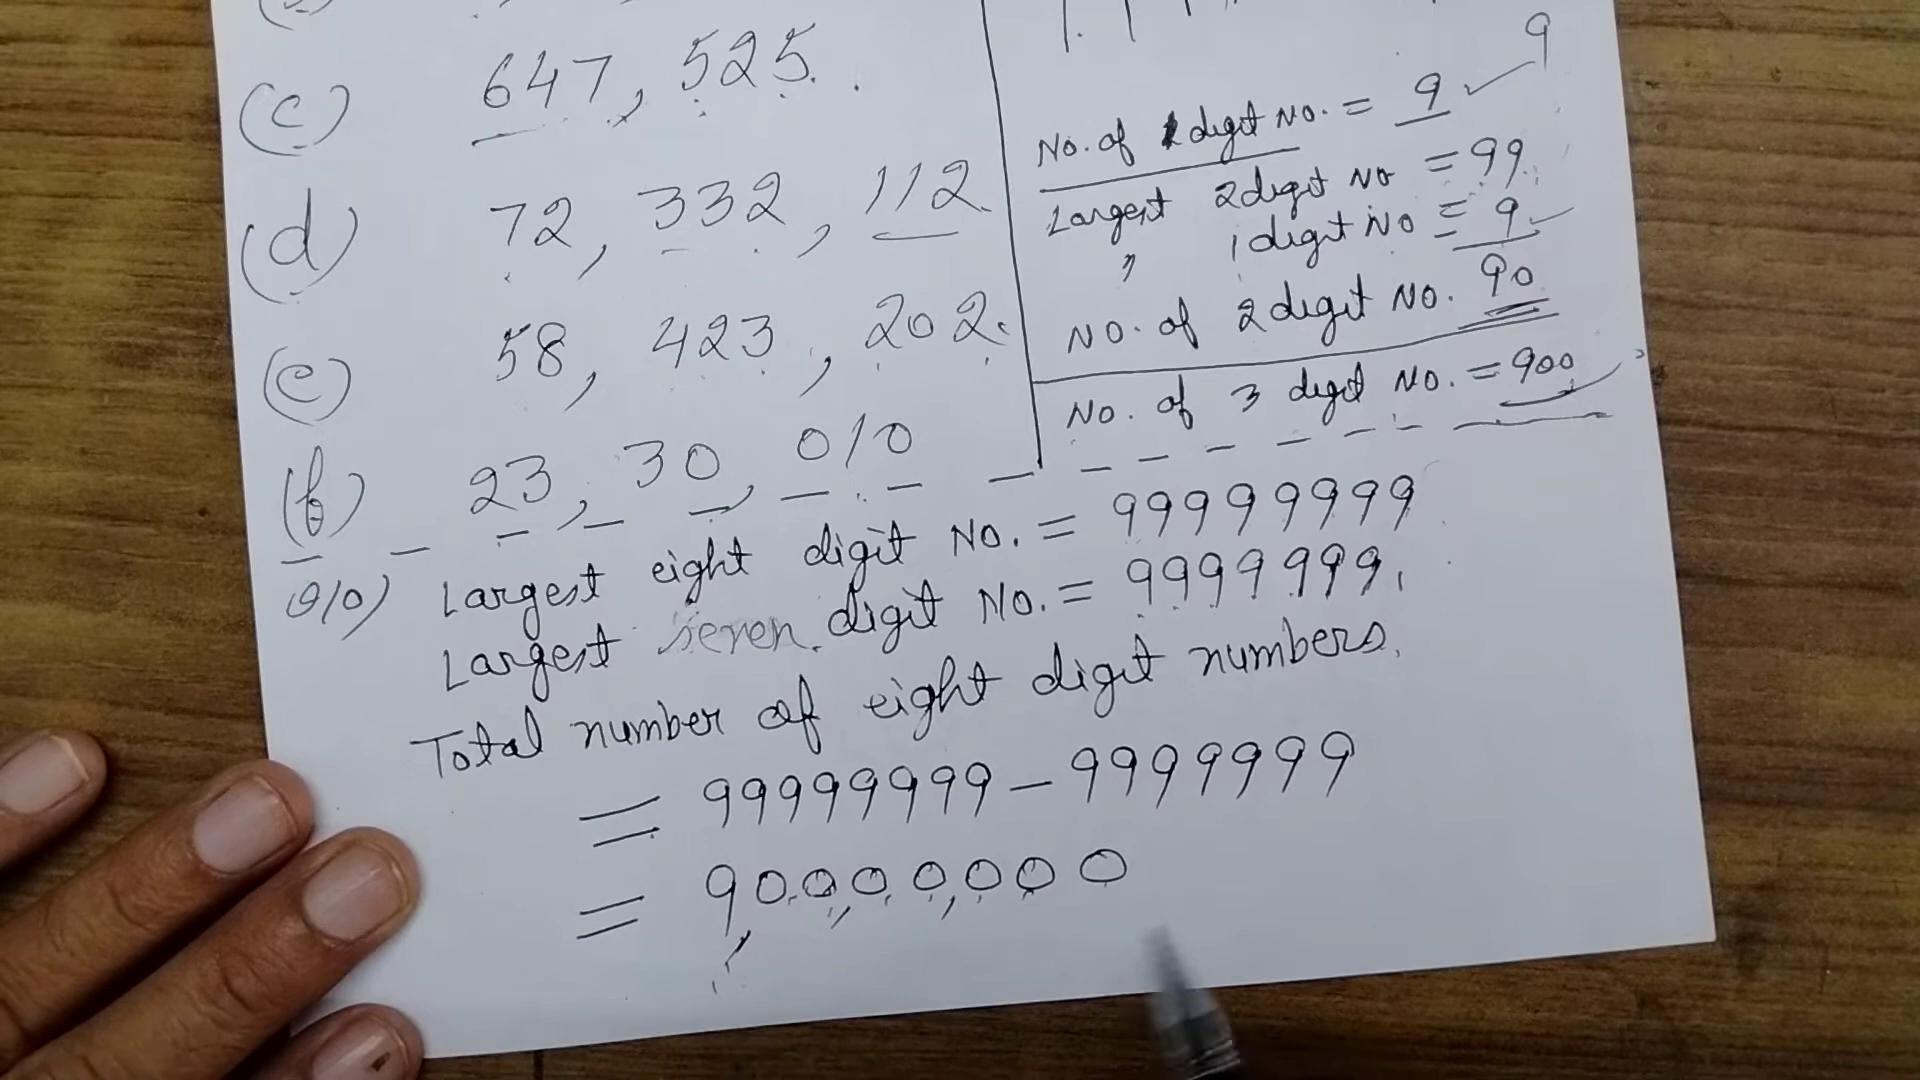 (c) 647, 525.
(d) 72, 332, 112.
(e) 58, 423, 202.
(f) 23, 30, 010
9
No. of 1 digit No. = 9
Largest 2 digit No = 99
" 1 digit No = 9
No. of 2 digit No. 90
No. of 3 digit No. = 900
Largest eight digit No. = 99999999
Largest seven digit No. = 9999999
Total number of eight digit numbers.
= 99999999 - 9999999
= 9,00,00,000